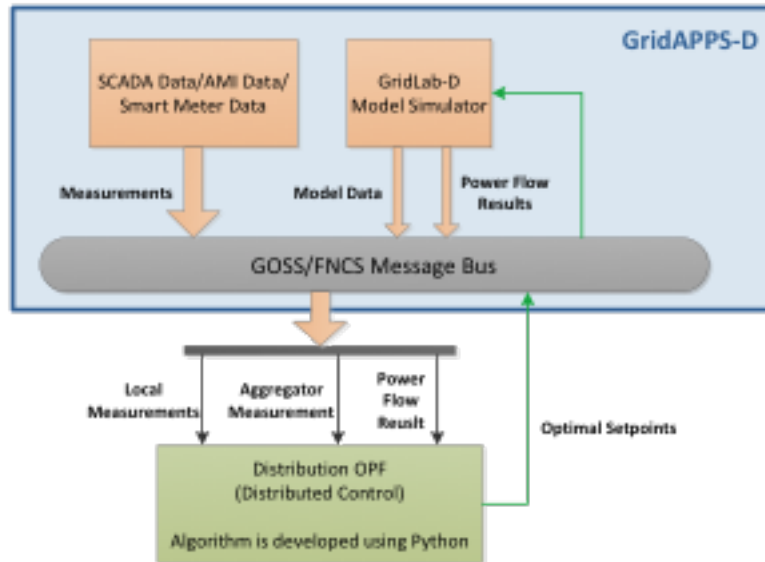 GridAPPS-D
SCADA Data/AMI Data/
Smart Meter Data
GridLab-D
Model Simulator
Measurements
Model Data
Power Flow
Results
GOSS/FNCS Message Bus
Local
Measurements
Aggregator
Measurement
Power
Flow
Reuslt
Optimal Setpoints
Distribution OPF
(Distributed Control)
Algorithm is developed using Python